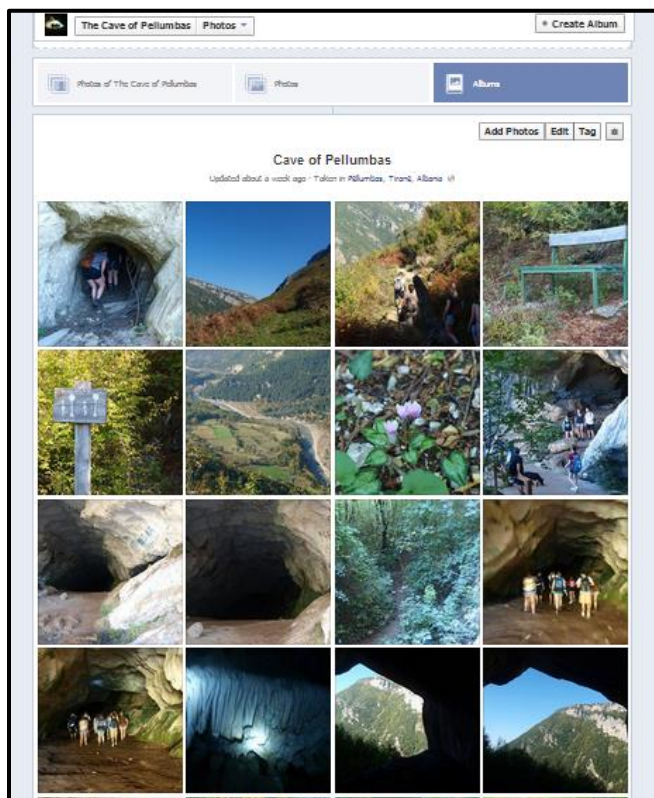 The Cave of Pellumbas Photos
Create Album
Photos of The Cave of Pellumbas
Photos
Albums
Add Photos Edit Tag
Cave of Pellumbas
Updated about a week ago · Taken in Pëllumbas, Tiranë, Albania